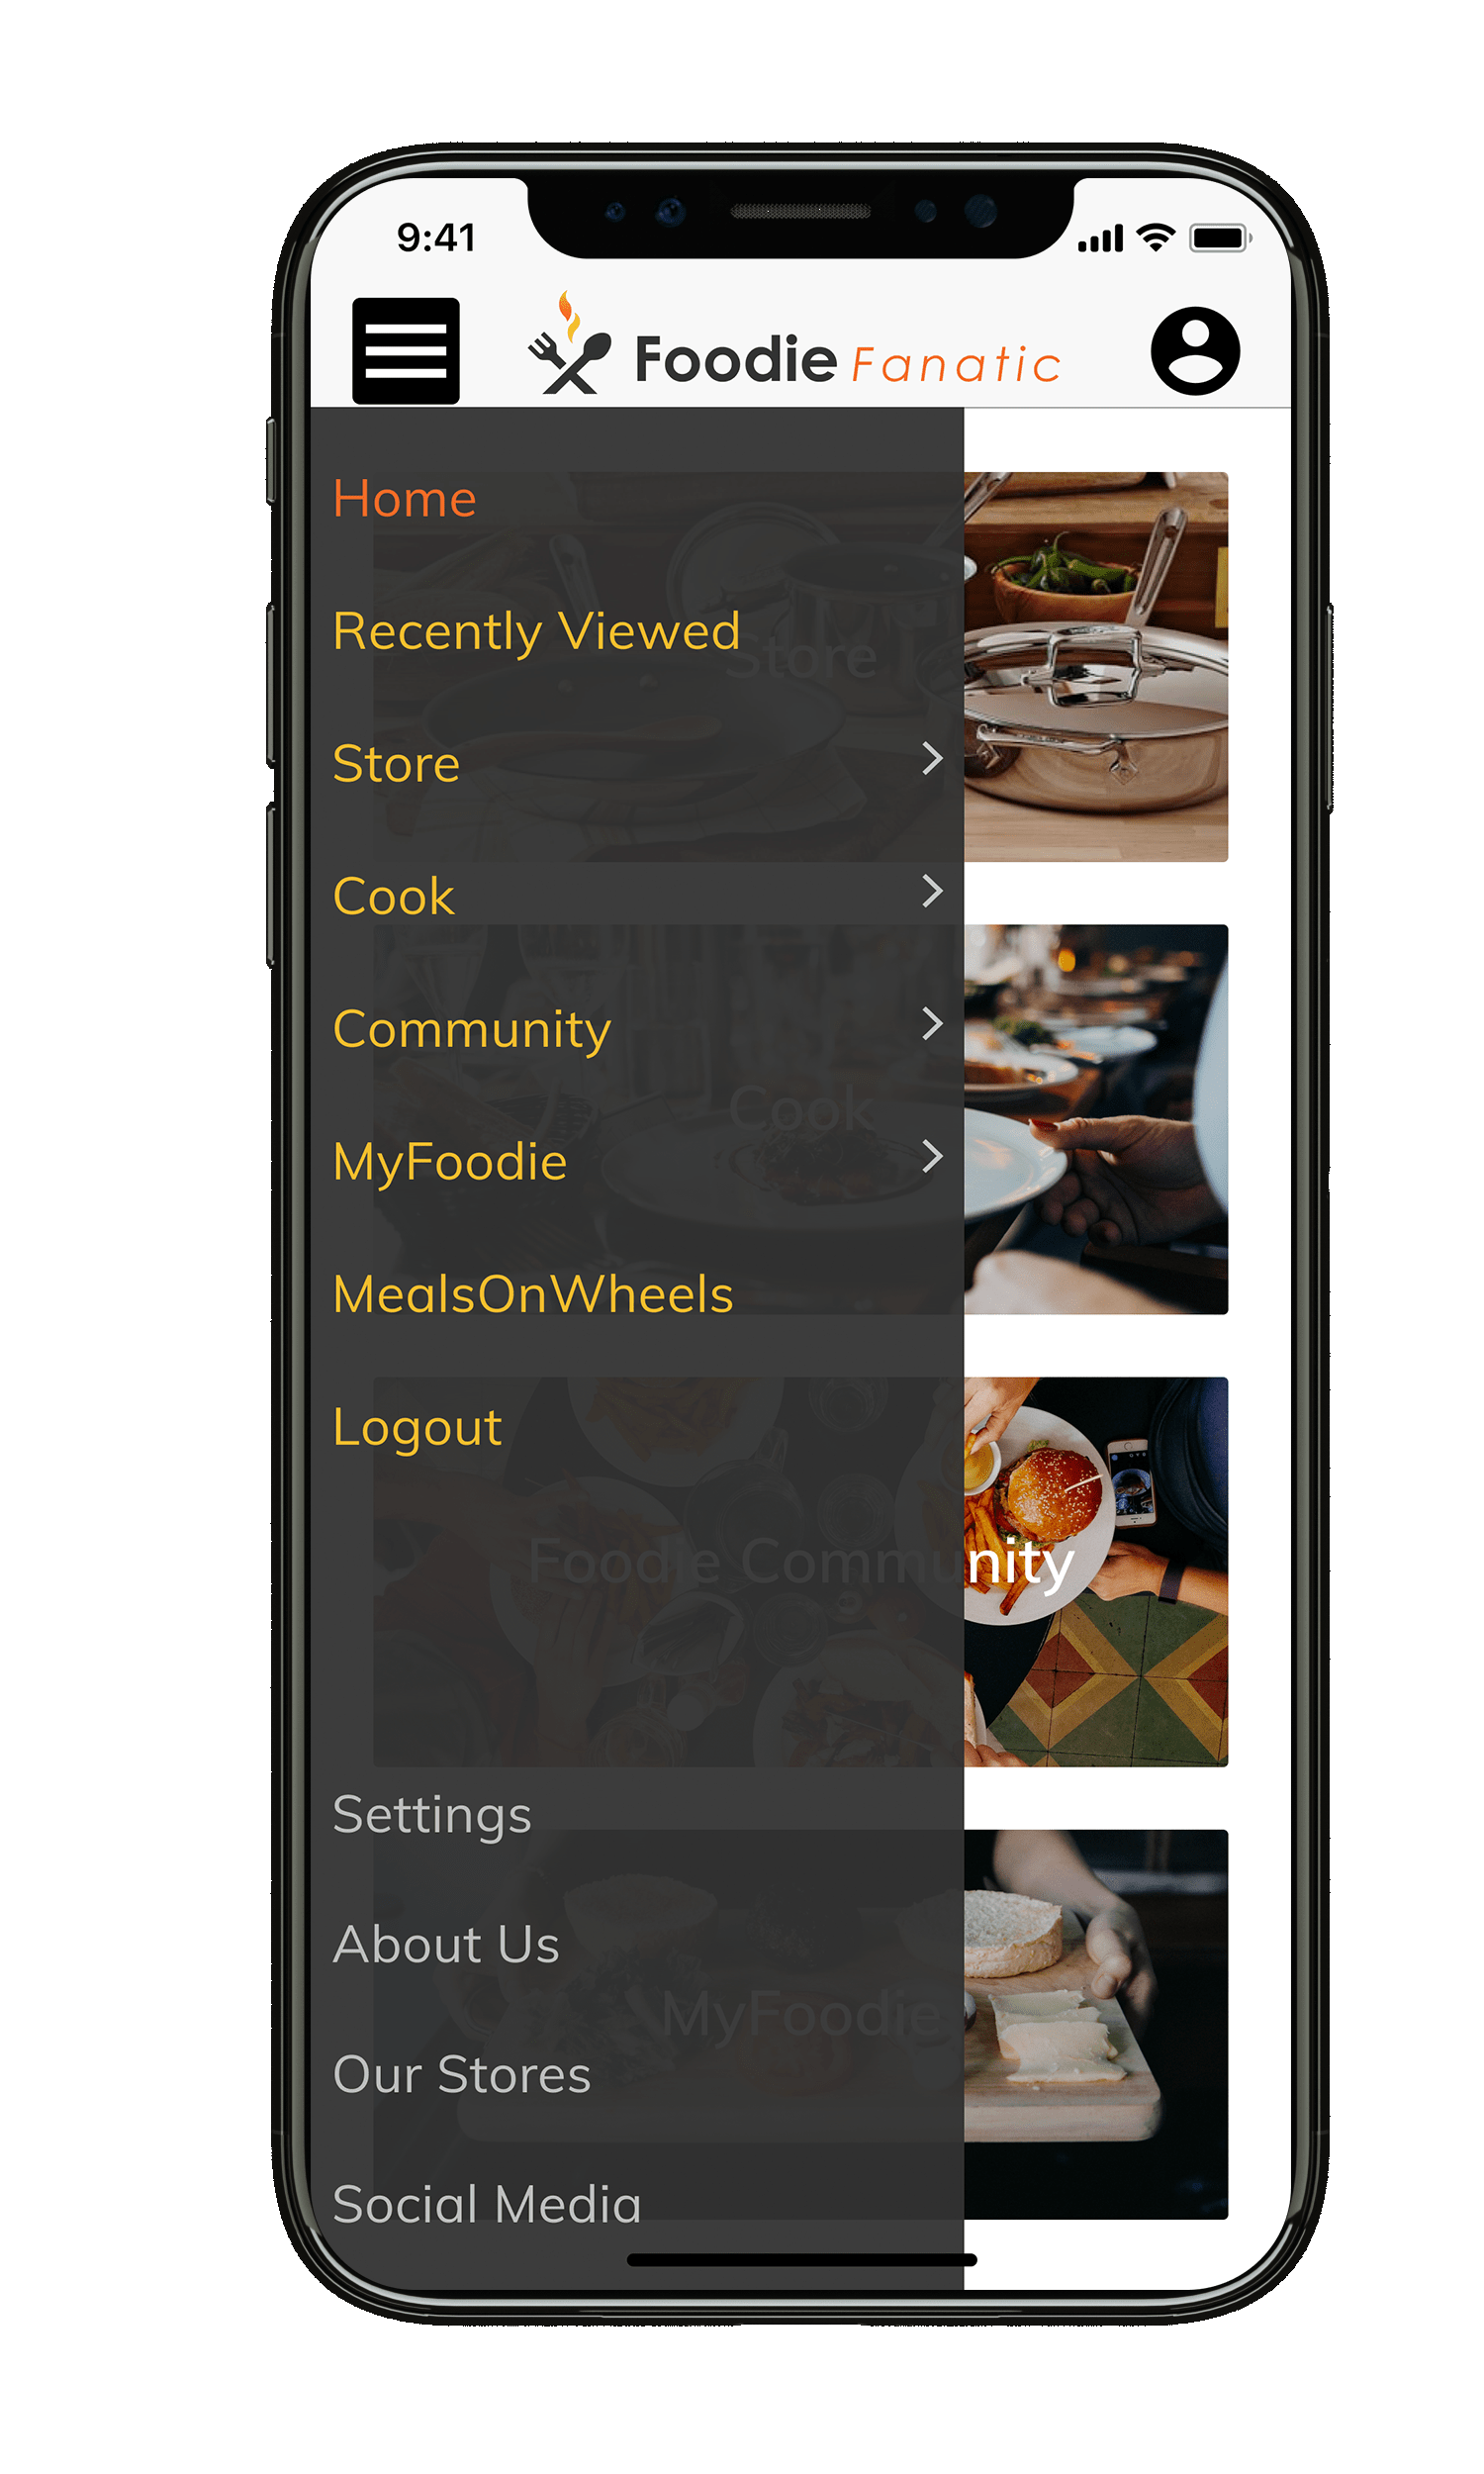 9:41
Foodie Fanatic
Home
Recently Viewed
Store
Store
Cook
Community
Cook
MyFoodie
MealsOnWheels
Logout
Foodie Community
Settings
About Us
MyFoodie
Our Stores
Social Media